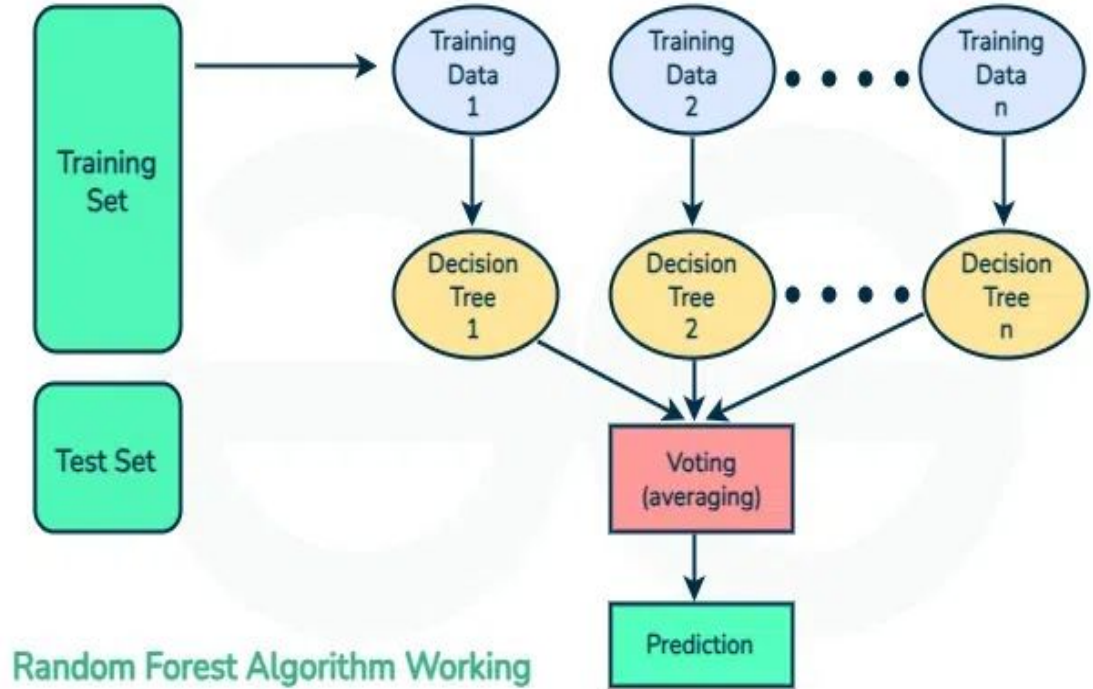 Training
Set
Test Set
Training
Data
1
Training
Data
2
Training
Data
n
Decision
Tree
1
Decision
Tree
2
Decision
Tree
n
Voting
(averaging)
Prediction
Random Forest Algorithm Working